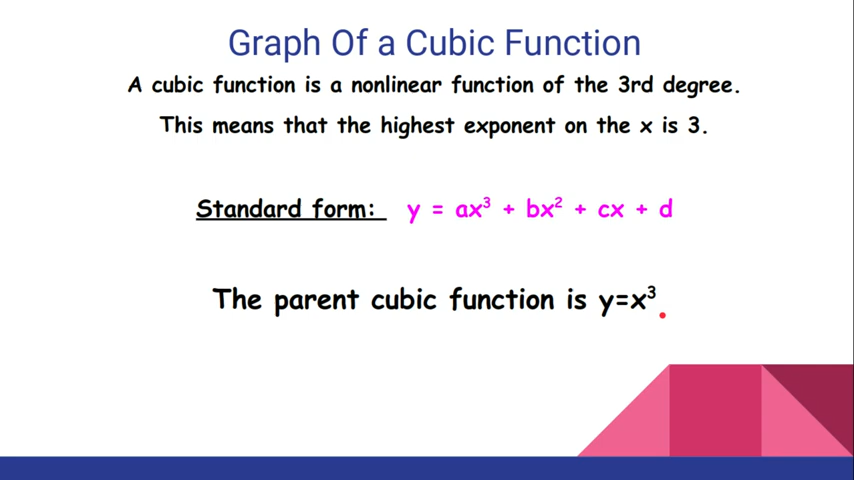 Graph Of a Cubic Function
A cubic function is a nonlinear function of the 3rd degree.
This means that the highest exponent on the x is 3.
Standard form: y = ax³ + bx² + cx + d
The parent cubic function is y=x³.